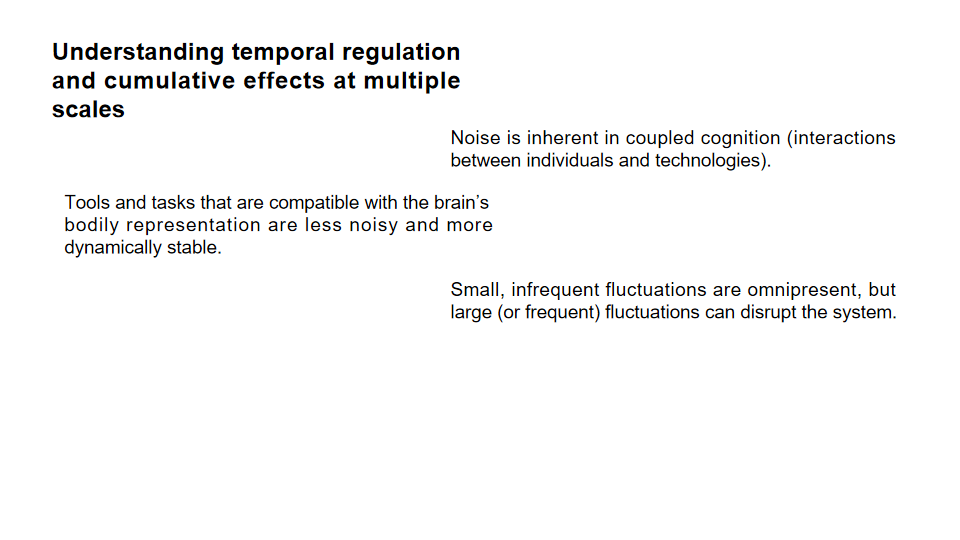 Understanding temporal regulation
and cumulative effects at multiple
scales
Noise is inherent in coupled cognition (interactions
between individuals and technologies).
Tools and tasks that are compatible with the brain’s
bodily representation are less noisy and more
dynamically stable.
Small, infrequent fluctuations are omnipresent, but
large (or frequent) fluctuations can disrupt the system.